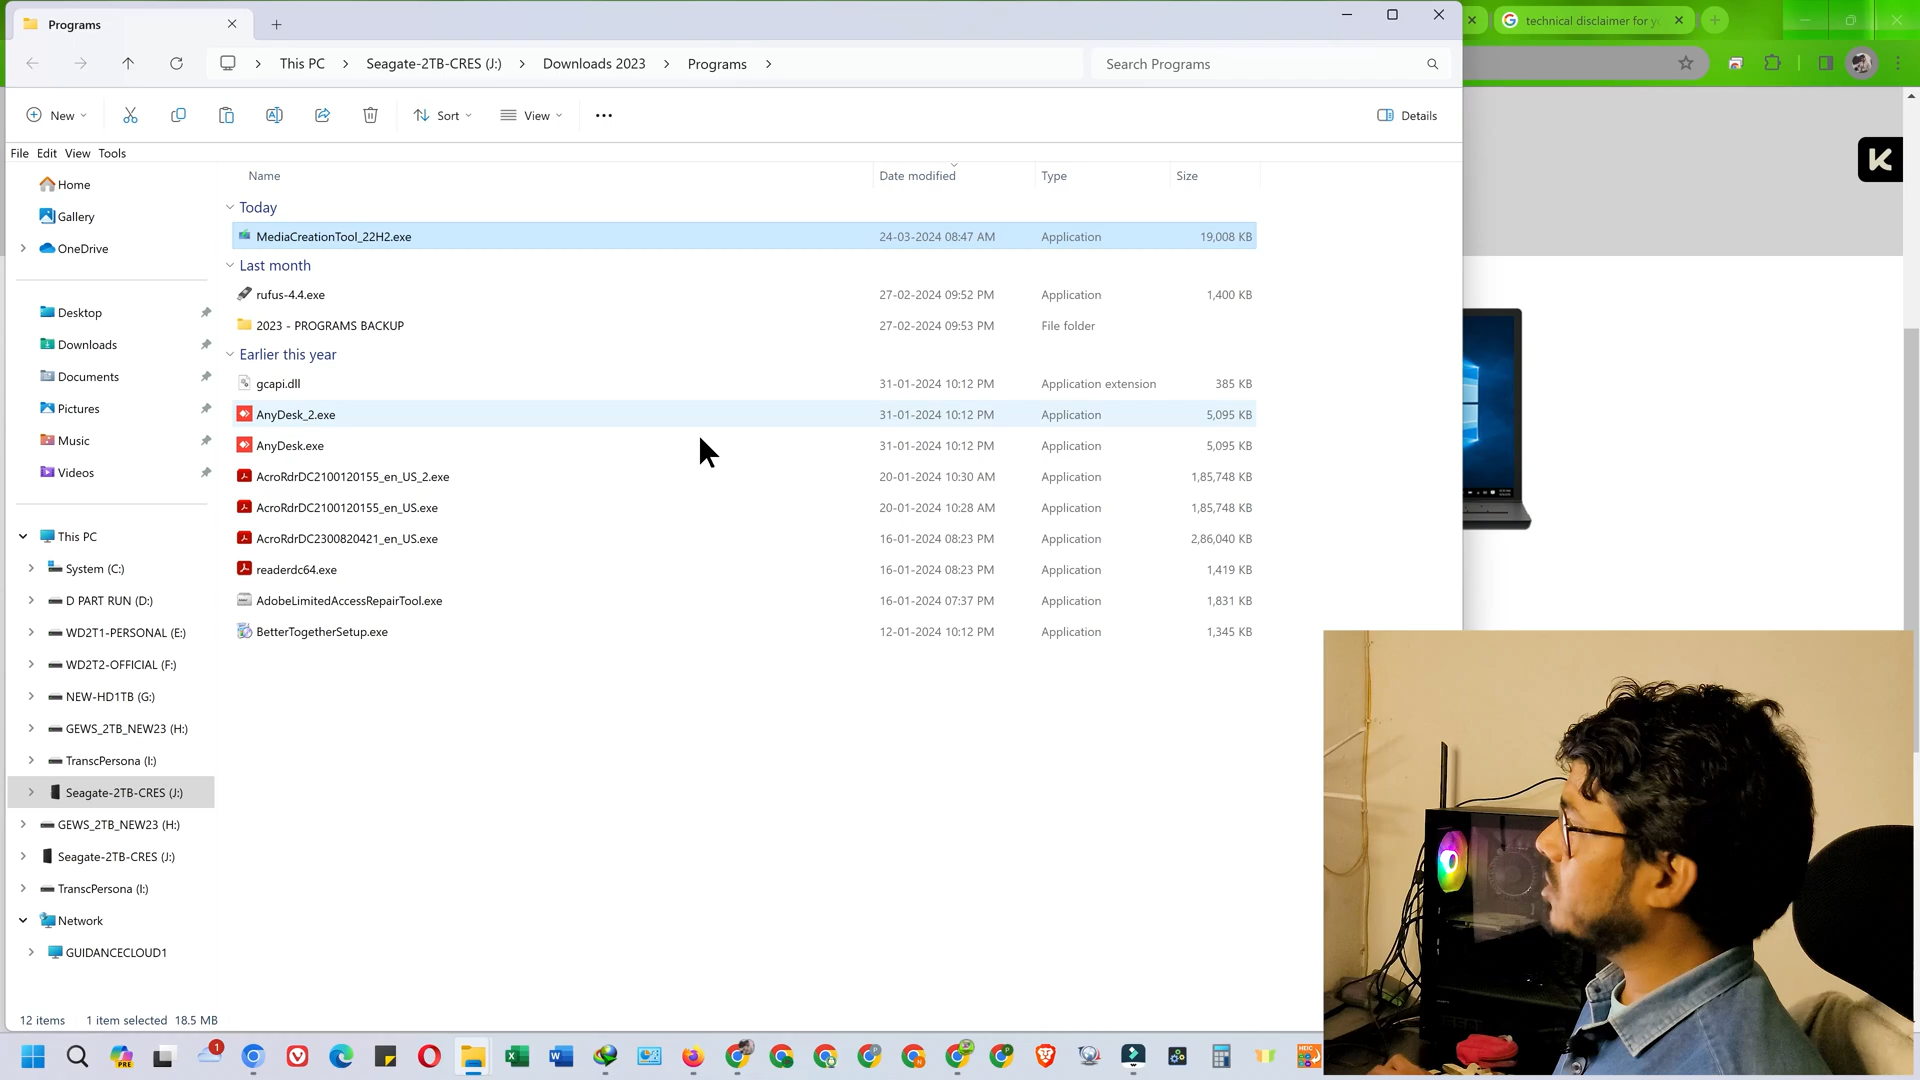 Programs
technical disclaimer for y
This PC
Seagate-2TB-CRES (J:)
Downloads 2023
Programs
Search Programs
New
Sort
View
Details
File Edit View Tools
Name Date modified Type Size
Home
Gallery
OneDrive
Desktop
Downloads
Documents
Pictures
Music
Videos
This PC
System (C:)
D PART RUN (D:)
WD2T1-PERSONAL (E:)
WD2T2-OFFICIAL (F:)
NEW-HD1TB (G:)
GEWS_2TB_NEW23 (H:)
TranscPersona (I:)
Seagate-2TB-CRES (J:)
GEWS_2TB_NEW23 (H:)
Seagate-2TB-CRES (J:)
TranscPersona (I:)
Network
GUIDANCECLOUD1
Today
MediaCreationTool_22H2.exe 24-03-2024 08:47 AM Application 19,008 KB
Last month
rufus-4.4.exe 27-02-2024 09:52 PM Application 1,400 KB
2023 - PROGRAMS BACKUP 27-02-2024 09:53 PM File folder
Earlier this year
gcapi.dll 31-01-2024 10:12 PM Application extension 385 KB
AnyDesk_2.exe 31-01-2024 10:12 PM Application 5,095 KB
AnyDesk.exe 31-01-2024 10:12 PM Application 5,095 KB
AcroRdrDC2100120155_en_US_2.exe 20-01-2024 10:30 AM Application 1,85,748 KB
AcroRdrDC2100120155_en_US.exe 20-01-2024 10:28 AM Application 1,85,748 KB
AcroRdrDC2300820421_en_US.exe 16-01-2024 08:23 PM Application 2,86,040 KB
readerdc64.exe 16-01-2024 08:23 PM Application 1,419 KB
AdobeLimitedAccessRepairTool.exe 16-01-2024 07:37 PM Application 1,831 KB
BetterTogetherSetup.exe 12-01-2024 10:12 PM Application 1,345 KB
12 items 1 item selected 18.5 MB
K
PRE
1
HEIC